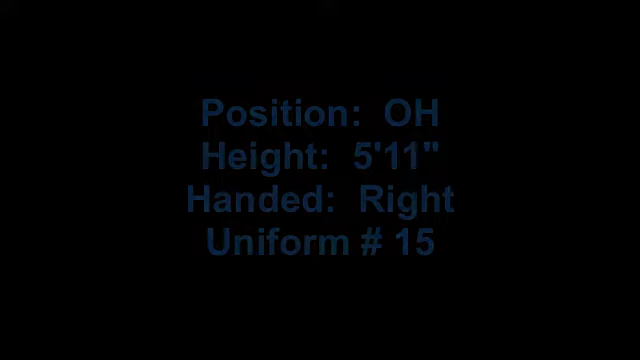 Position:  OH
Height:  5'11"
Handed:  Right
Uniform # 15